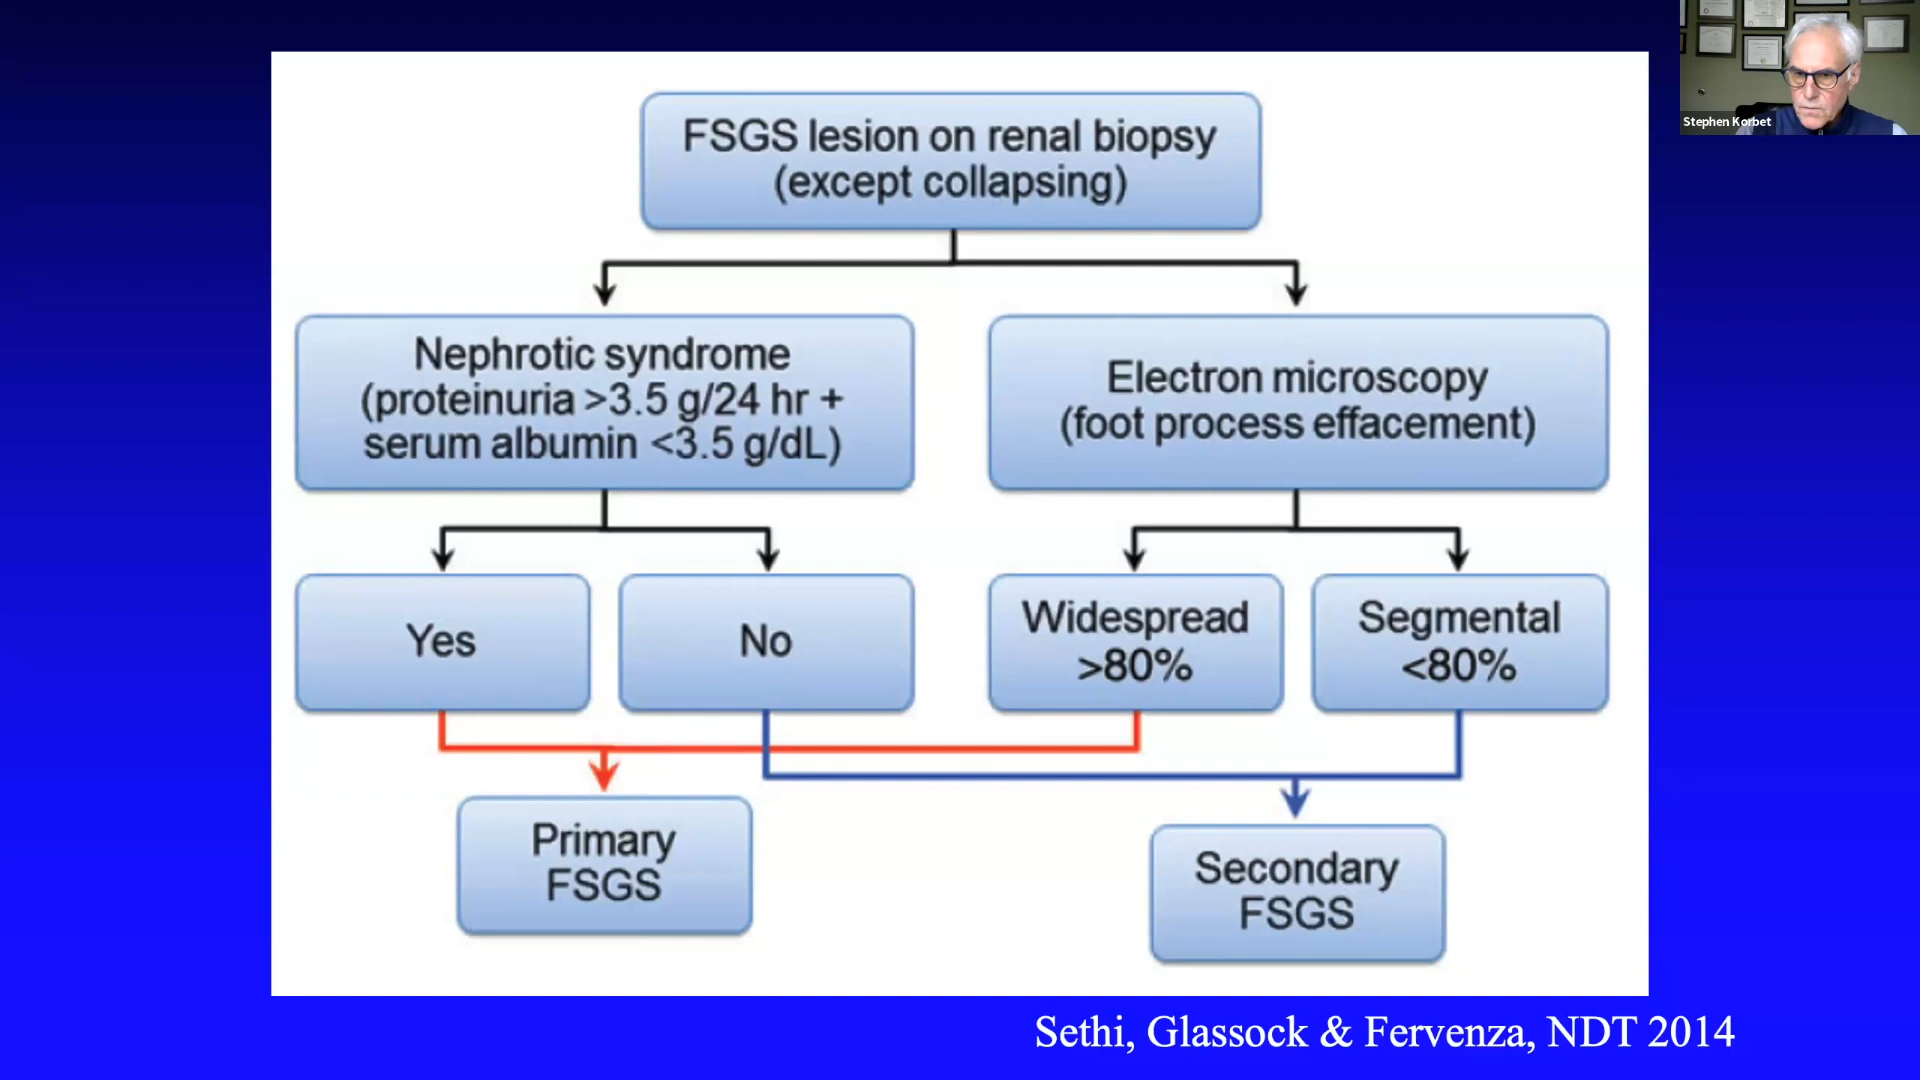 Stephen Korbet
FSGS lesion on renal biopsy
(except collapsing)
Nephrotic syndrome
(proteinuria >3.5 g/24 hr +
serum albumin <3.5 g/dL)
Electron microscopy
(foot process effacement)
Yes
No
Widespread
>80%
Segmental
<80%
Primary
FSGS
Secondary
FSGS
Sethi, Glassock & Fervenza, NDT 2014